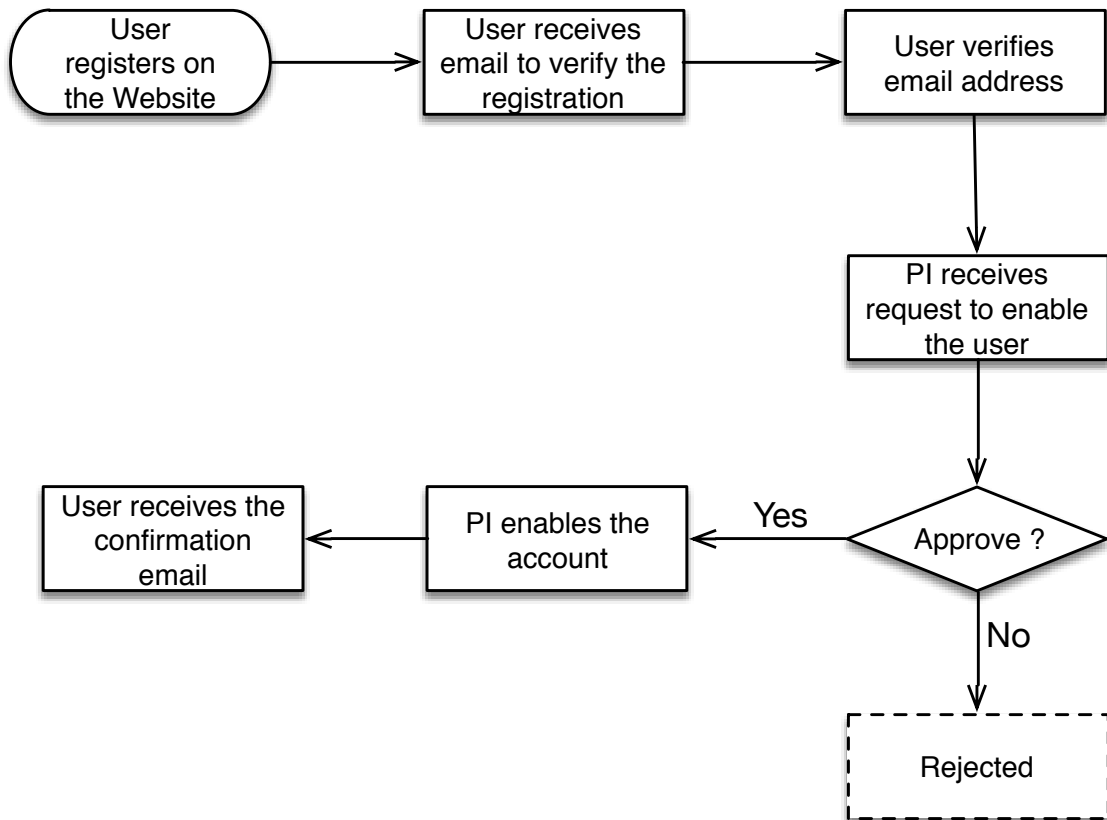 User
registers on
the Website
User receives
email to verify the
registration
User verifies
email address
PI receives
request to enable
the user
Approve ?
Yes
No
PI enables the
account
User receives the
confirmation
email
Rejected